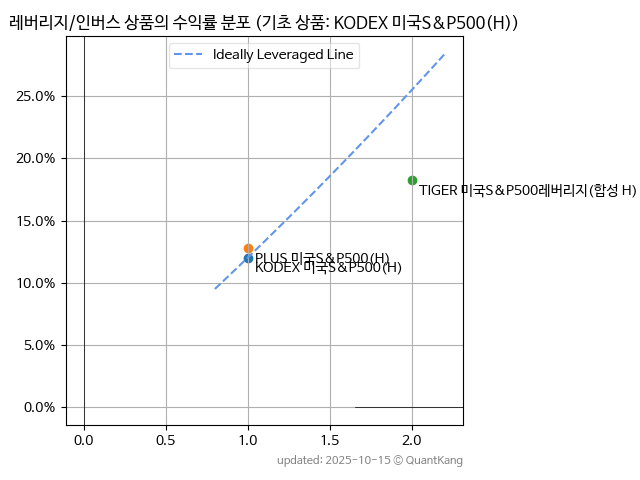 레버리지/인버스 상품의 수익률 분포 (기초 상품: KODEX 미국S&P500(H))
Ideally Leveraged Line
25.0%
20.0%
15.0%
10.0%
5.0%
0.0%
TIGER 미국S&P500레버리지(합성 H)
PLUS 미국S&P500(H)
KODEX 미국S&P500(H)
0.0
0.5
1.0
1.5
2.0
updated: 2025-10-15 © QuantKang